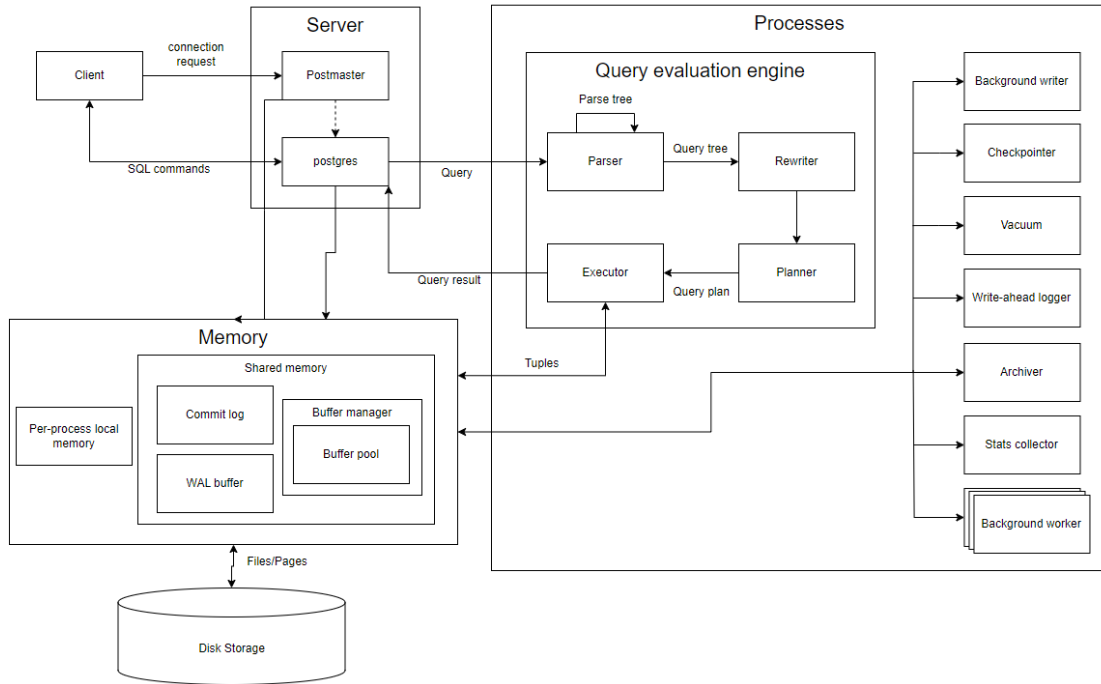 Server
Processes
connection
request
Client
Postmaster
Query evaluation engine
Background writer
Parse tree
SQL commands
postgres
Query
Parser
Query tree
Rewriter
Checkpointer
Vacuum
Query result
Executor
Query plan
Planner
Write-ahead logger
Memory
Shared memory
Tuples
Archiver
Per-process local
memory
Commit log
Buffer manager
Buffer pool
WAL buffer
Stats collector
Background worker
Files/Pages
Disk Storage